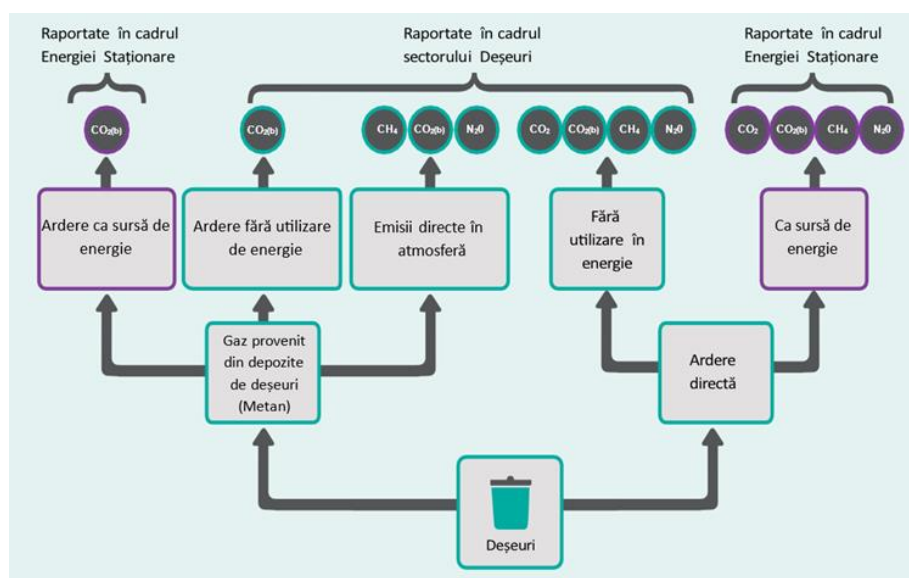 Raportate în cadrul
Energiei Staționare
Raportate în cadrul
sectorului Deșeuri
Raportate în cadrul
Energiei Staționare
CO₂(b)
CO₂(b)
CH₄ CO₂(b) N₂0
CO₂ CO₂(b) CH₄ N₂0
CO₂ CO₂(b) CH₄ N₂0
Ardere ca sursă de
energie
Ardere fără utilizare
de energie
Emisii directe în
atmosferă
Fără
utilizare în
energie
Ca sursă de
energie
Gaz provenit
din depozite
de deșeuri
(Metan)
Ardere
directă
Deșeuri